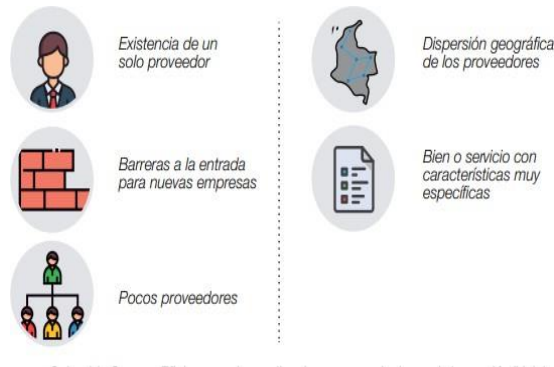 Existencia de un
solo proveedor
Barreras a la entrada
para nuevas empresas
Pocos proveedores
Dispersión geográfica
de los proveedores
Bien o servicio con
características muy
específicas